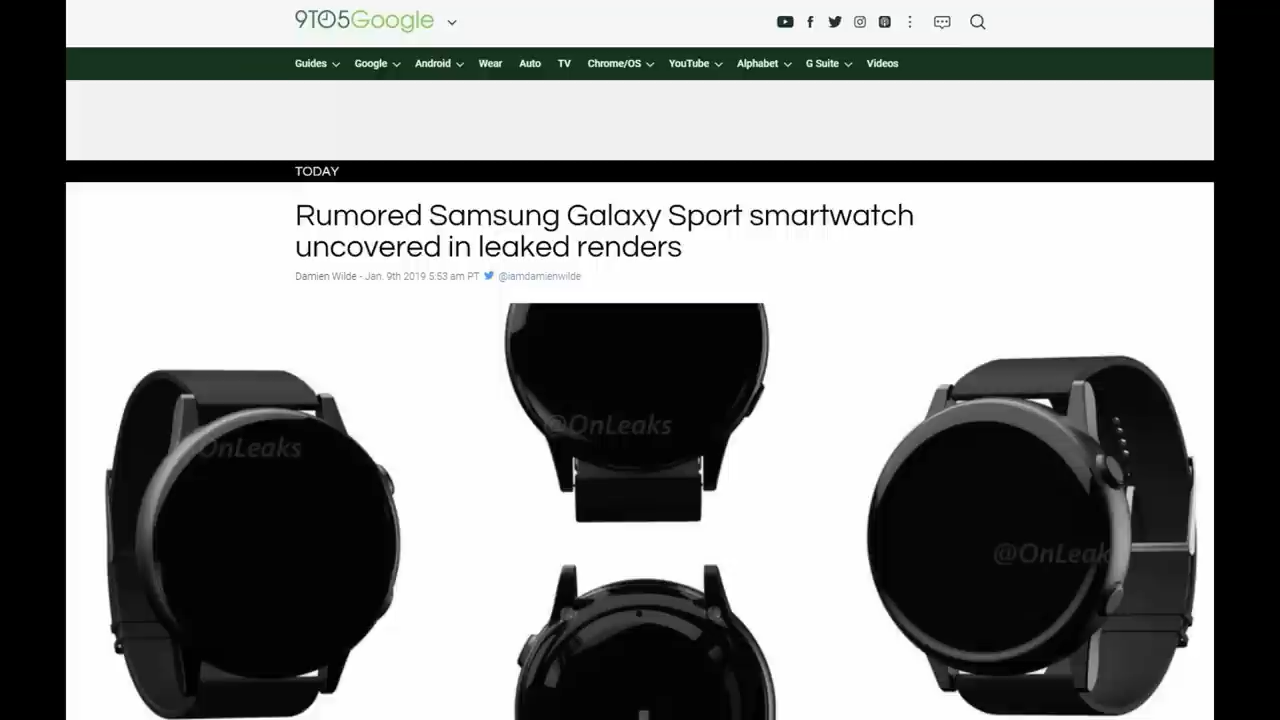 9TO5Google
Guides Google Android Wear Auto TV Chrome/OS YouTube Alphabet G Suite Videos
TODAY
Rumored Samsung Galaxy Sport smartwatch
uncovered in leaked renders
Damien Wilde - Jan. 9th 2019 5:53 am PT @iamdamienwilde
@OnLeaks
OnLeaks
@OnLeak